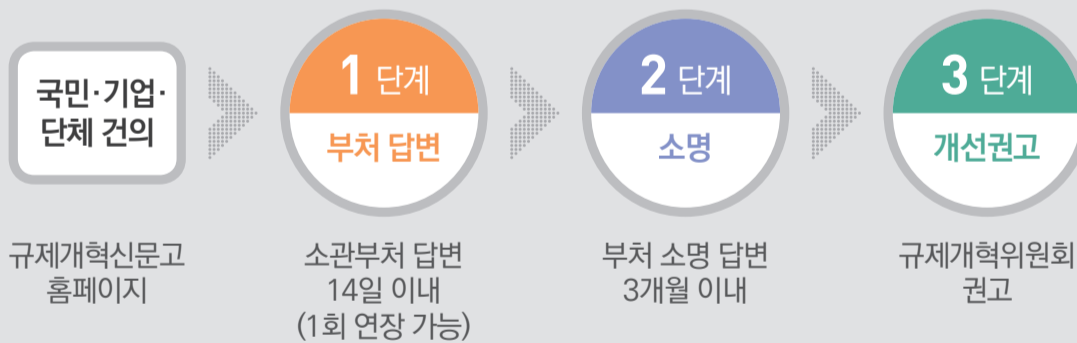 국민·기업·
단체 건의
규제개혁신문고
홈페이지
1 단계
부처 답변
소관부처 답변
14일 이내
(1회 연장 가능)
2 단계
소명
부처 소명 답변
3개월 이내
3 단계
개선권고
규제개혁위원회
권고